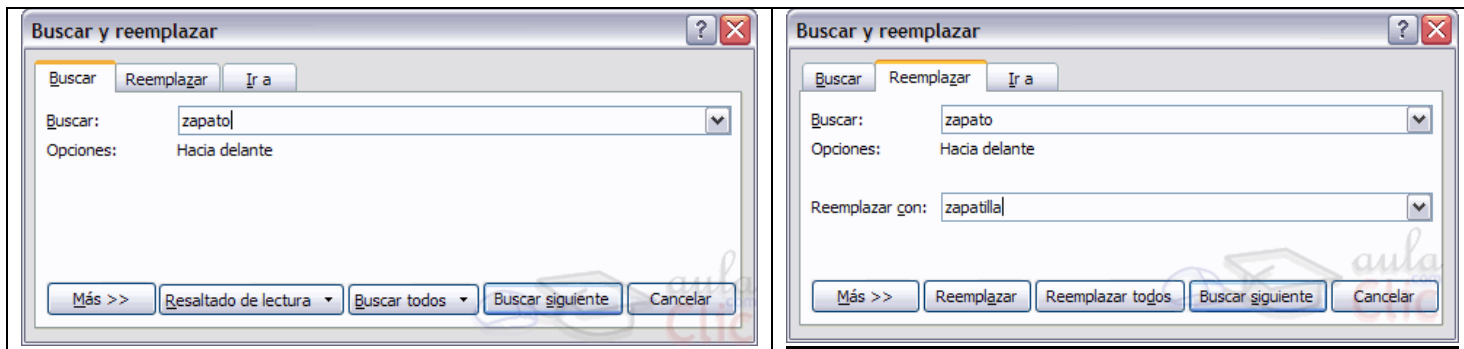 Buscar y reemplazar
Buscar Reemplazar Ir a
Buscar: zapato
Opciones: Hacia delante
Más >> Resaltado de lectura Buscar todos Buscar siguiente Cancelar
aula
.com
Clic
Buscar y reemplazar
Buscar Reemplazar Ir a
Buscar: zapato
Opciones: Hacia delante
Reemplazar con: zapatilla
Más >> Reemplazar Reemplazar todos Buscar siguiente Cancelar
aula
.com
Clic